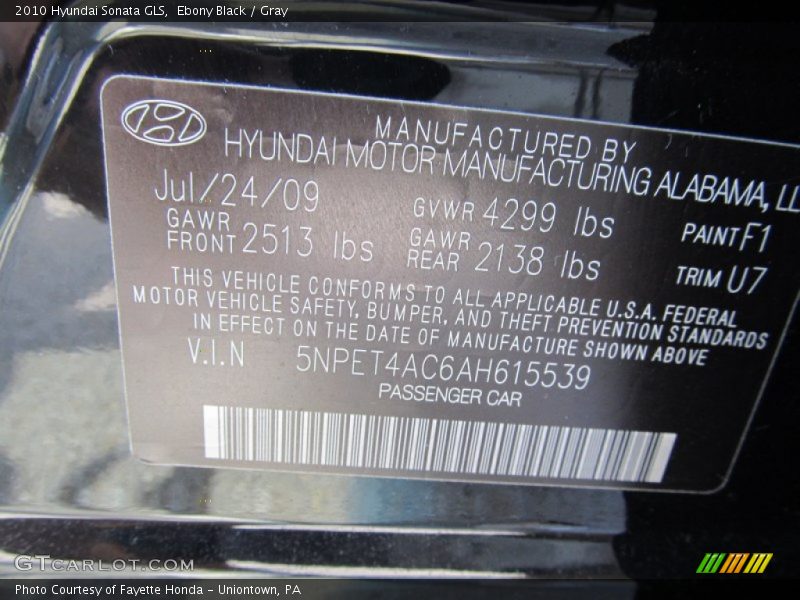 2010 Hyundai Sonata GLS, Ebony Black / Gray
MANUFACTURED BY
HYUNDAI MOTOR MANUFACTURING ALABAMA, LL
Jul/24/09 GVWR 4299 lbs PAINT F1
GAWR FRONT 2513 lbs GAWR REAR 2138 lbs TRIM U7
THIS VEHICLE CONFORMS TO ALL APPLICABLE U.S.A. FEDERAL
MOTOR VEHICLE SAFETY, BUMPER, AND THEFT PREVENTION STANDARDS
IN EFFECT ON THE DATE OF MANUFACTURE SHOWN ABOVE
V.I.N 5NPET4AC6AH615539
PASSENGER CAR
GTCARLOT.COM
Photo Courtesy of Fayette Honda - Uniontown, PA